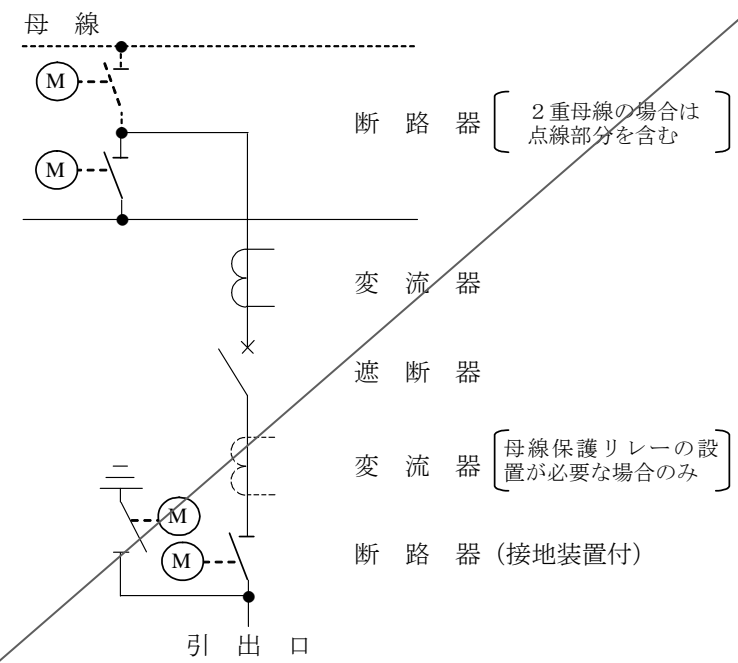 母 線
M
断 路 器 〔2重母線の場合は
点線部分を含む〕
M
変 流 器
遮 断 器
変 流 器 〔母線保護リレーの設
置が必要な場合のみ〕
M
M
断 路 器 (接地装置付)
引 出 口